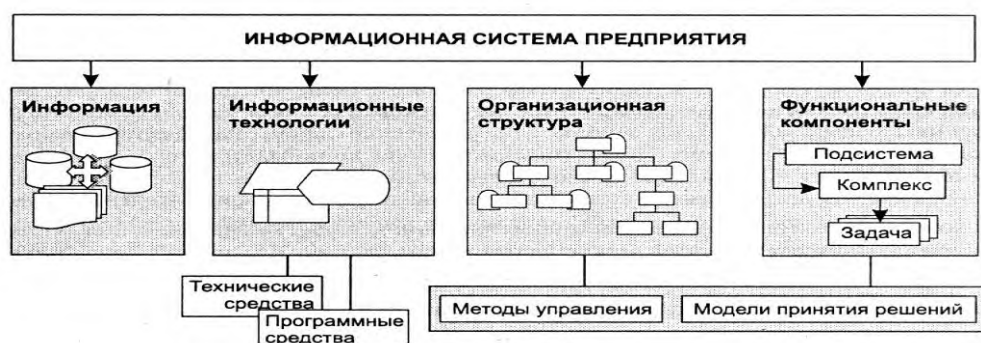 ИНФОРМАЦИОННАЯ СИСТЕМА ПРЕДПРИЯТИЯ
Информация
Информационные
технологии
Организационная
структура
Функциональные
компоненты
Подсистема
Комплекс
Задача
Технические
средства
Программные
средства
Методы управления
Модели принятия решений